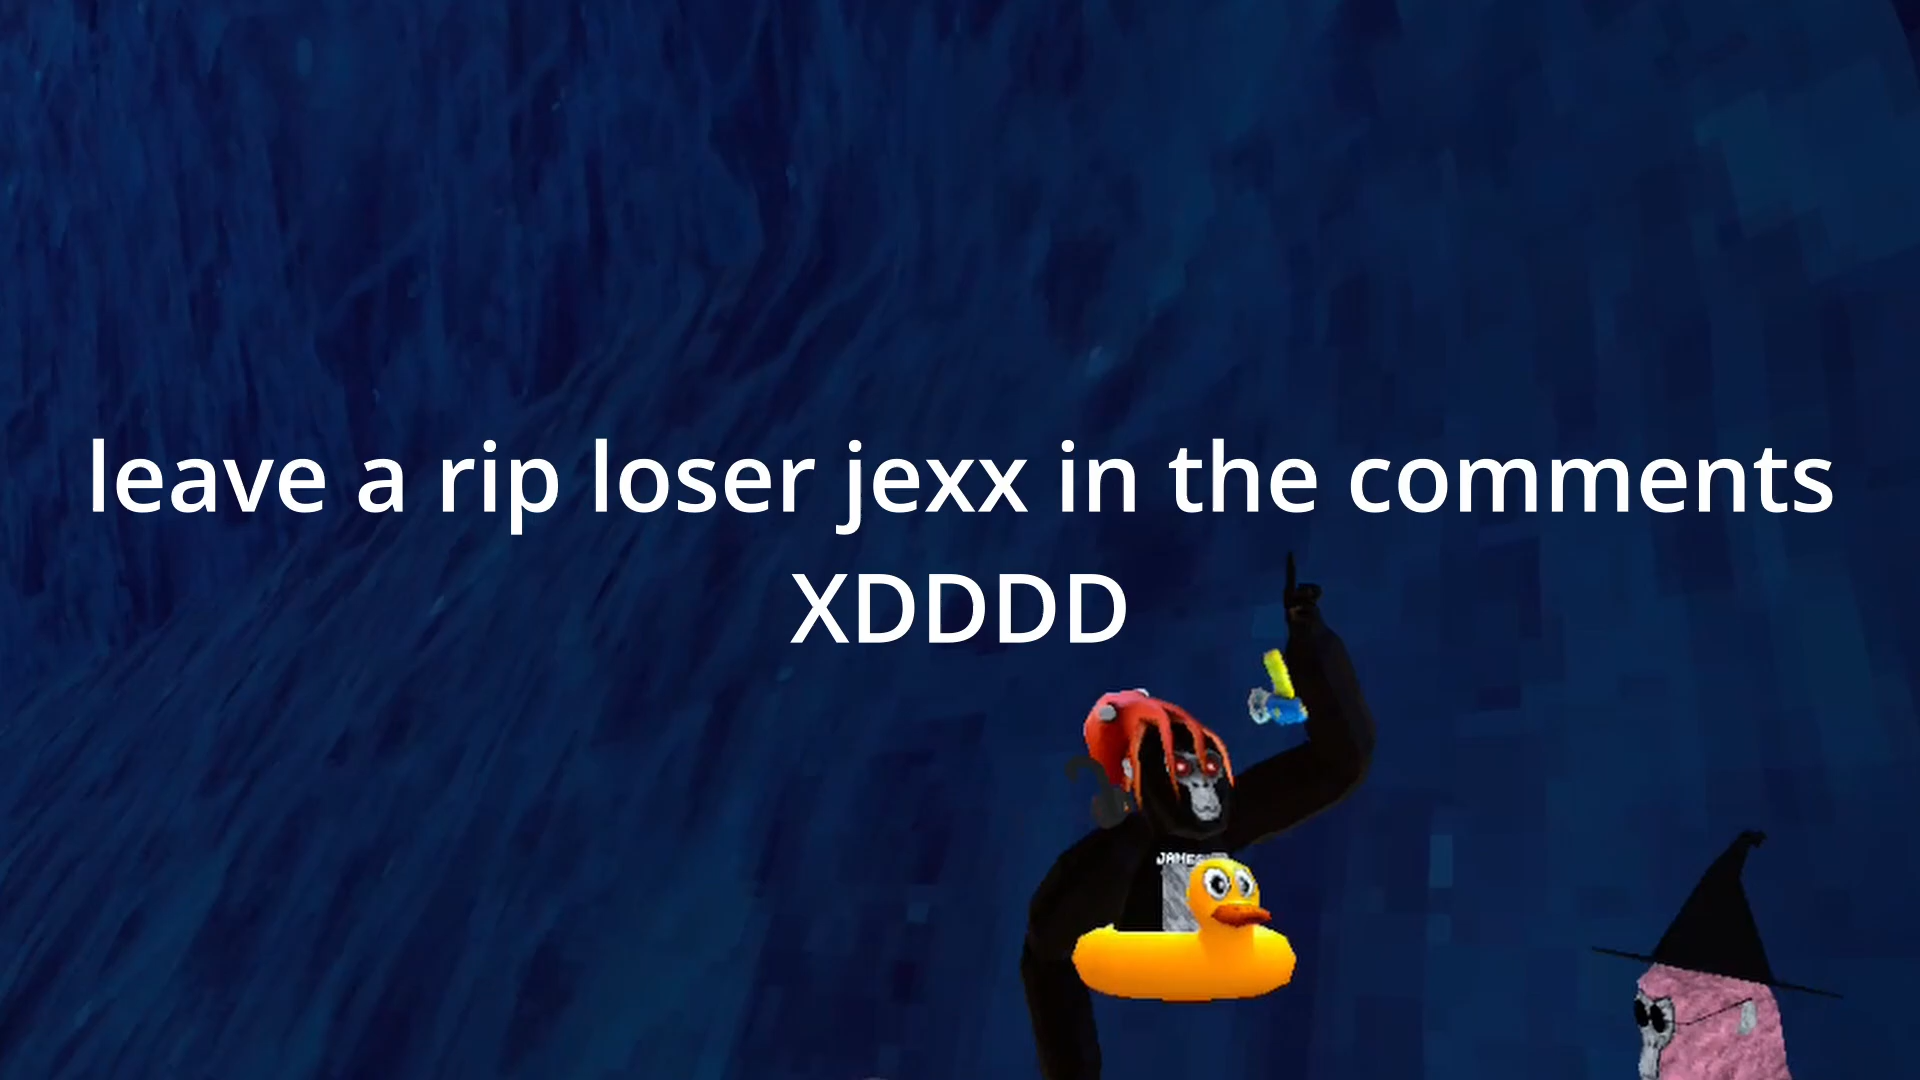 leave a rip loser jexx in the comments
XDDDD